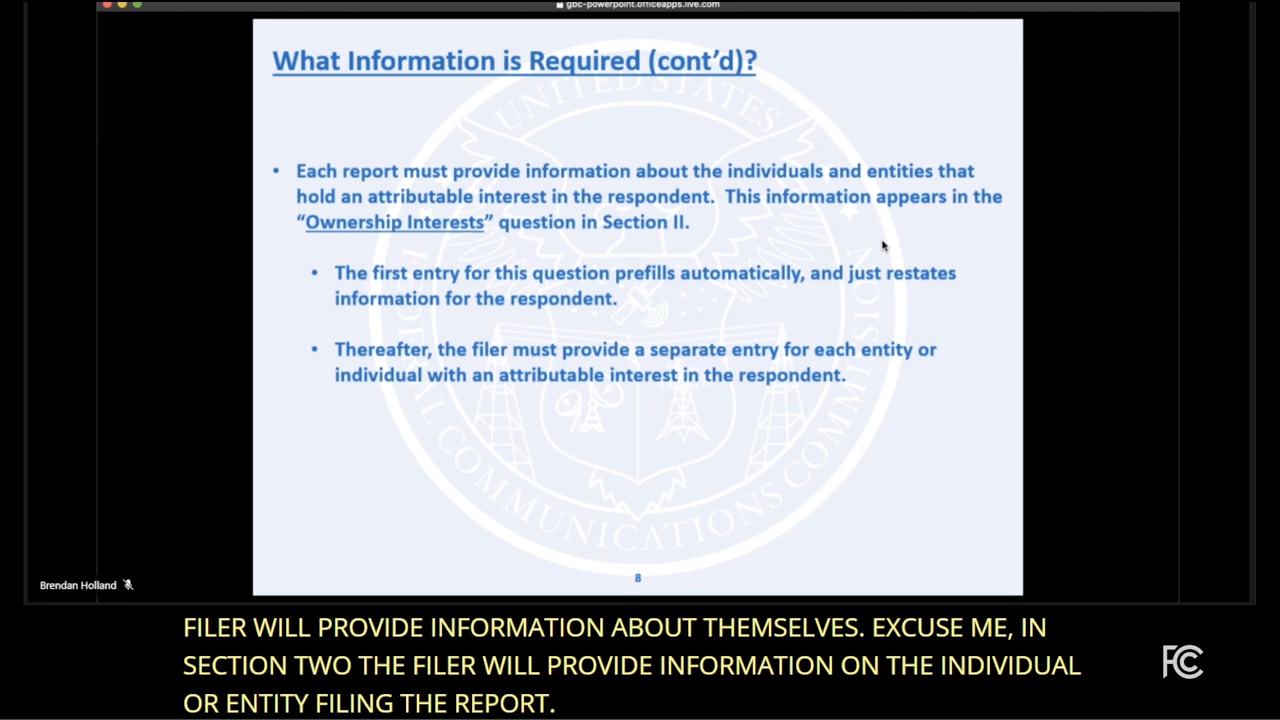 gbc-powerpoint.officeapps.live.com
What Information is Required (cont’d)?
• Each report must provide information about the individuals and entities that
hold an attributable interest in the respondent.  This information appears in the
“Ownership Interests” question in Section II.
• The first entry for this question prefills automatically, and just restates
information for the respondent.
• Thereafter, the filer must provide a separate entry for each entity or
individual with an attributable interest in the respondent.
UNITED STATES
FEDERAL COMMUNICATIONS COMMISSION
8
Brendan Holland
FILER WILL PROVIDE INFORMATION ABOUT THEMSELVES. EXCUSE ME, IN
SECTION TWO THE FILER WILL PROVIDE INFORMATION ON THE INDIVIDUAL
OR ENTITY FILING THE REPORT.
FCC